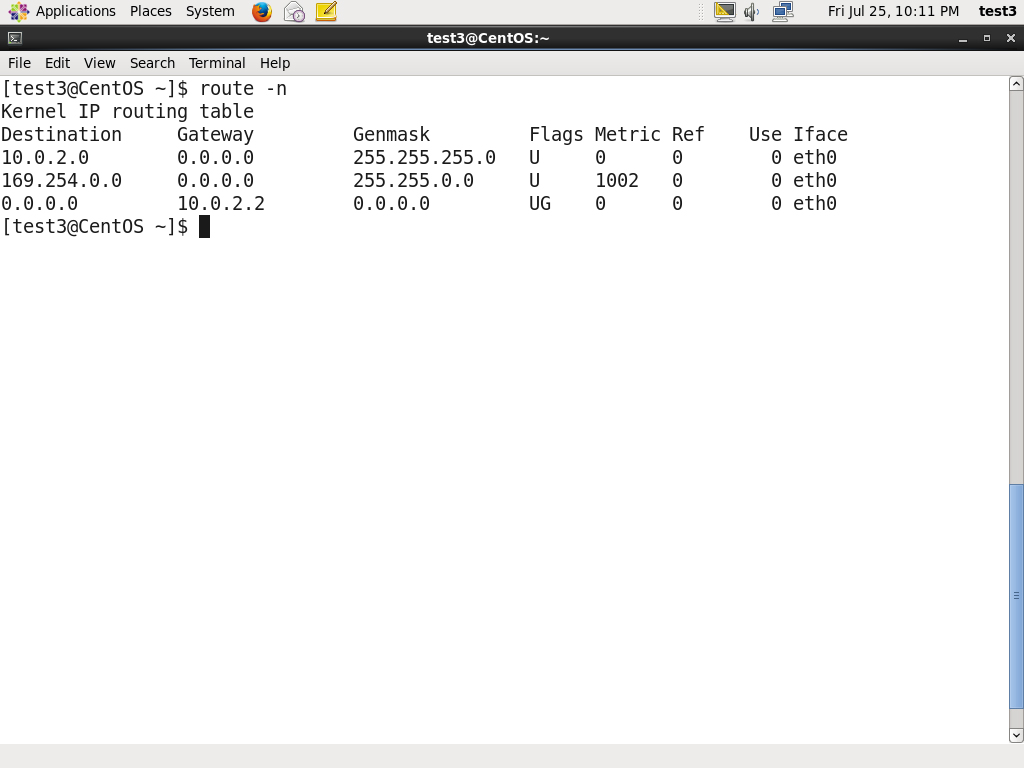 Applications Places System Fri Jul 25, 10:11 PM test3
test3@CentOS:~
File Edit View Search Terminal Help
[test3@CentOS ~]$ route -n
Kernel IP routing table
Destination     Gateway         Genmask         Flags Metric Ref    Use Iface
10.0.2.0        0.0.0.0         255.255.255.0   U     0      0        0 eth0
169.254.0.0     0.0.0.0         255.255.0.0     U     1002   0        0 eth0
0.0.0.0         10.0.2.2        0.0.0.0         UG    0      0        0 eth0
[test3@CentOS ~]$